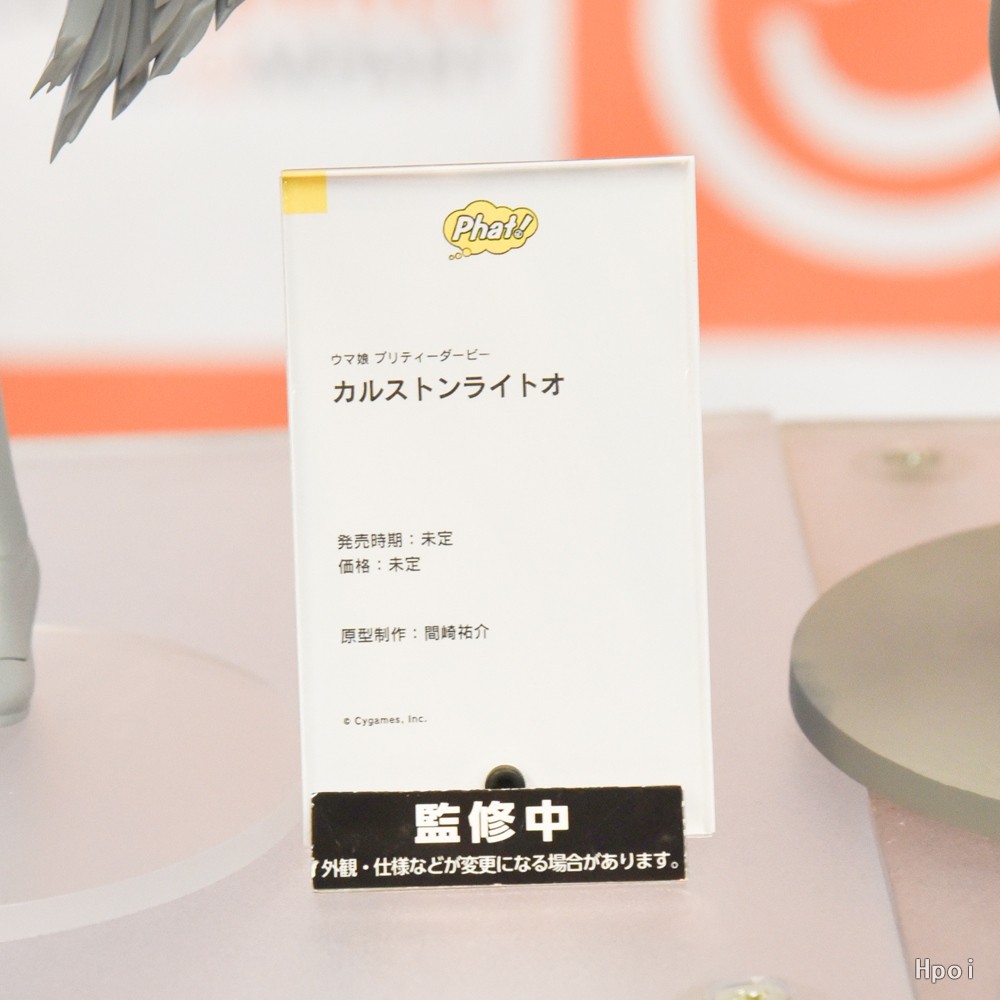 Phat!
ウマ娘 プリティーダービー
カルストンライトオ
発売時期：未定
価格：未定
原型制作：間崎祐介
© Cygames, Inc.
監修中
外観・仕様などが変更になる場合があります。
Hpoi